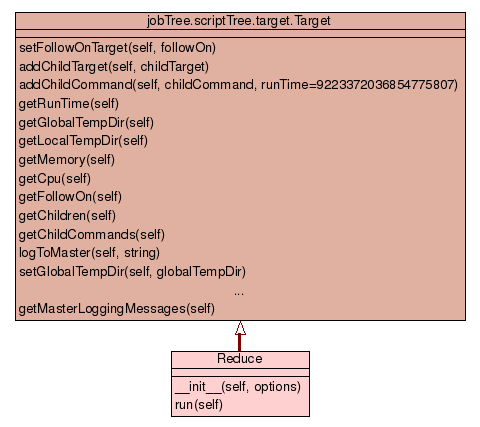 jobTree.scriptTree.target.Target
setFollowOnTarget(self, followOn)
addChildTarget(self, childTarget)
addChildCommand(self, childCommand, runTime=9223372036854775807)
getRunTime(self)
getGlobalTempDir(self)
getLocalTempDir(self)
getMemory(self)
getCpu(self)
getFollowOn(self)
getChildren(self)
getChildCommands(self)
logToMaster(self, string)
setGlobalTempDir(self, globalTempDir)
...
getMasterLoggingMessages(self)
Reduce
__init__(self, options)
run(self)